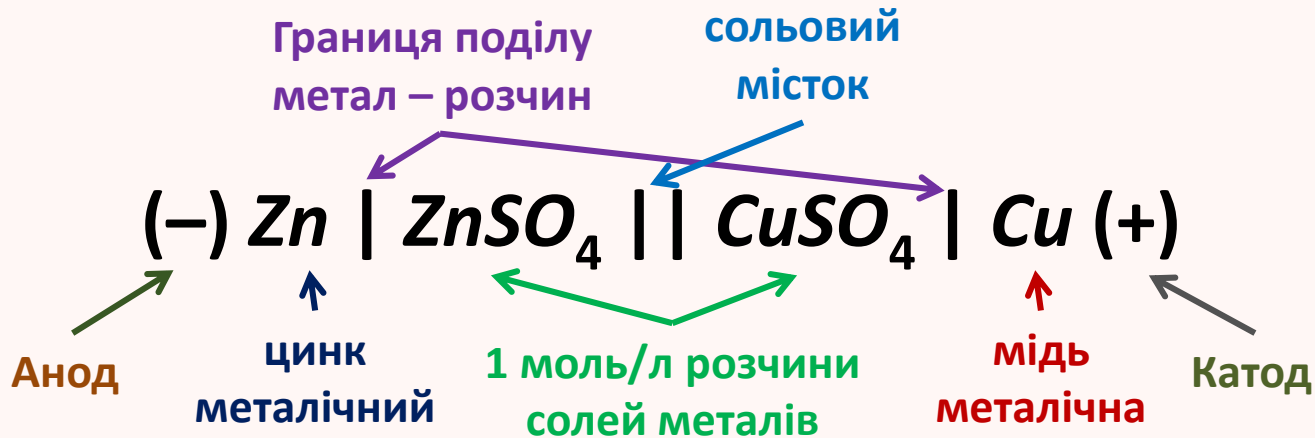 Границя поділу
метал – розчин
сольовий
місток
(–) Zn | ZnSO₄ || CuSO₄ | Cu (+)
Анод
цинк
металічний
1 моль/л розчини
солей металів
мідь
металічна
Катод